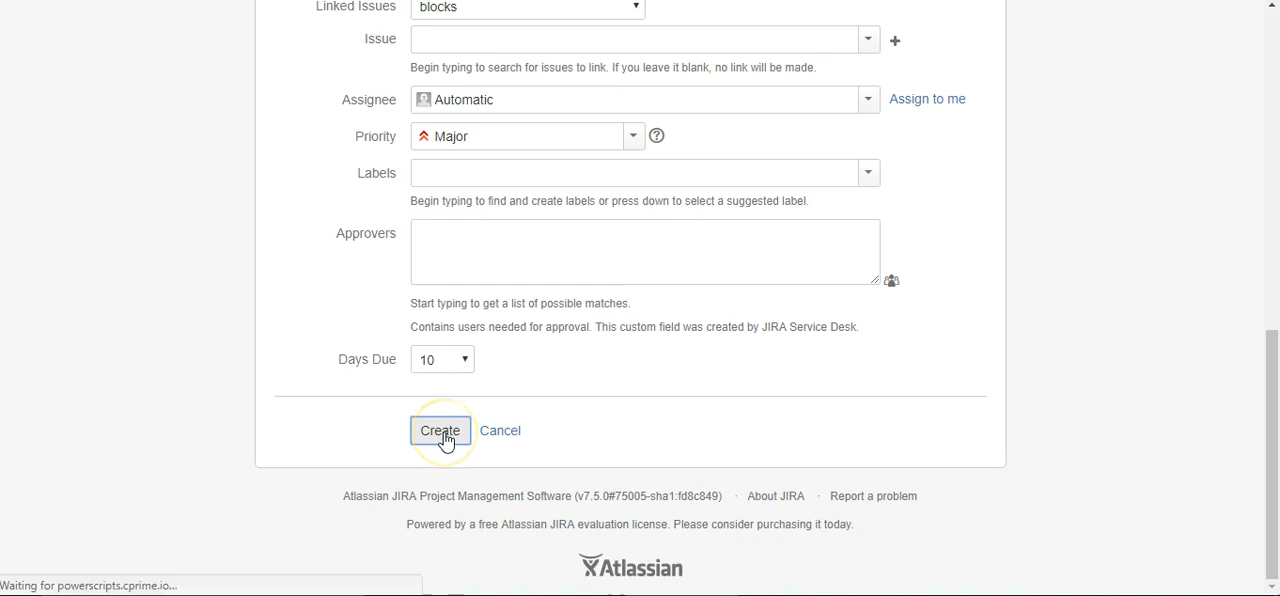 Linked Issues blocks
Issue
Begin typing to search for issues to link. If you leave it blank, no link will be made.
Assignee Automatic Assign to me
Priority Major
Labels
Begin typing to find and create labels or press down to select a suggested label.
Approvers
Start typing to get a list of possible matches.
Contains users needed for approval. This custom field was created by JIRA Service Desk.
Days Due 10
Create Cancel
Atlassian JIRA Project Management Software (v7.5.0#75005-sha1:fd8c849) · About JIRA · Report a problem
Powered by a free Atlassian JIRA evaluation license. Please consider purchasing it today.
Atlassian
Waiting for powerscripts.cprime.io...